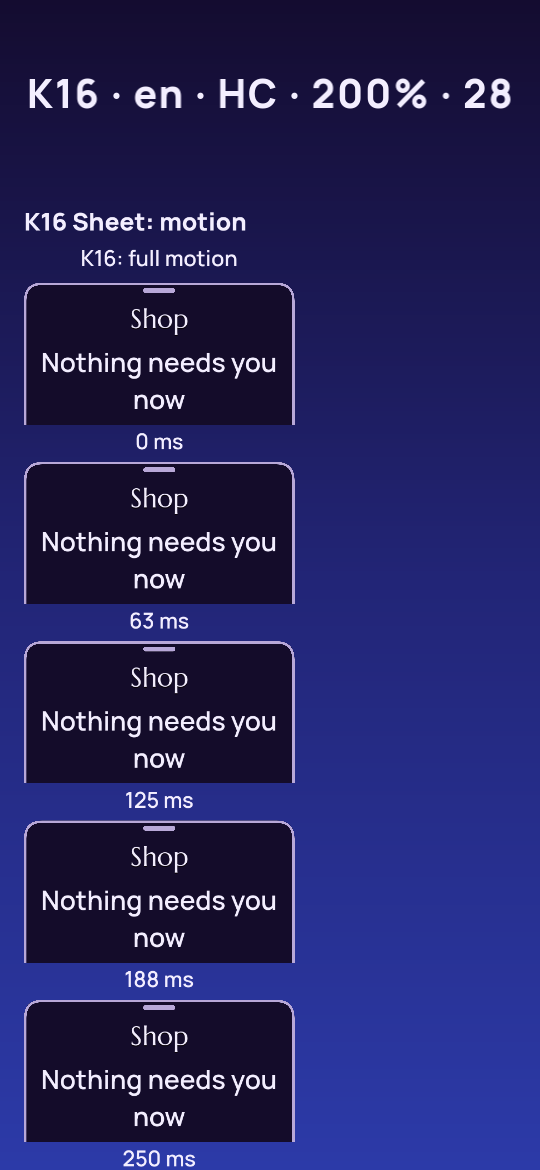 K16 · en · HC · 200% · 28
K16 Sheet: motion
K16: full motion
Shop
Nothing needs you
now
0 ms
Shop
Nothing needs you
now
63 ms
Shop
Nothing needs you
now
125 ms
Shop
Nothing needs you
now
188 ms
Shop
Nothing needs you
now
250 ms